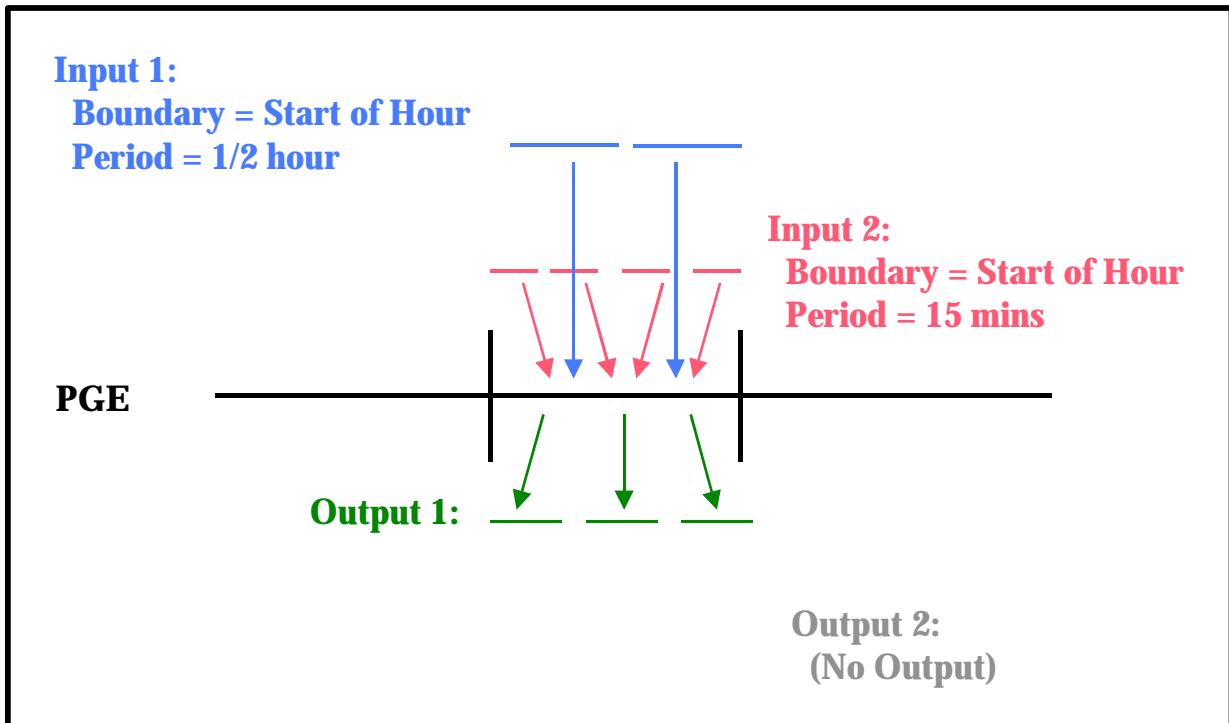 Input 1:
Boundary = Start of Hour
Period = 1/2 hour
Input 2:
Boundary = Start of Hour
Period = 15 mins
PGE
Output 1:
Output 2:
(No Output)